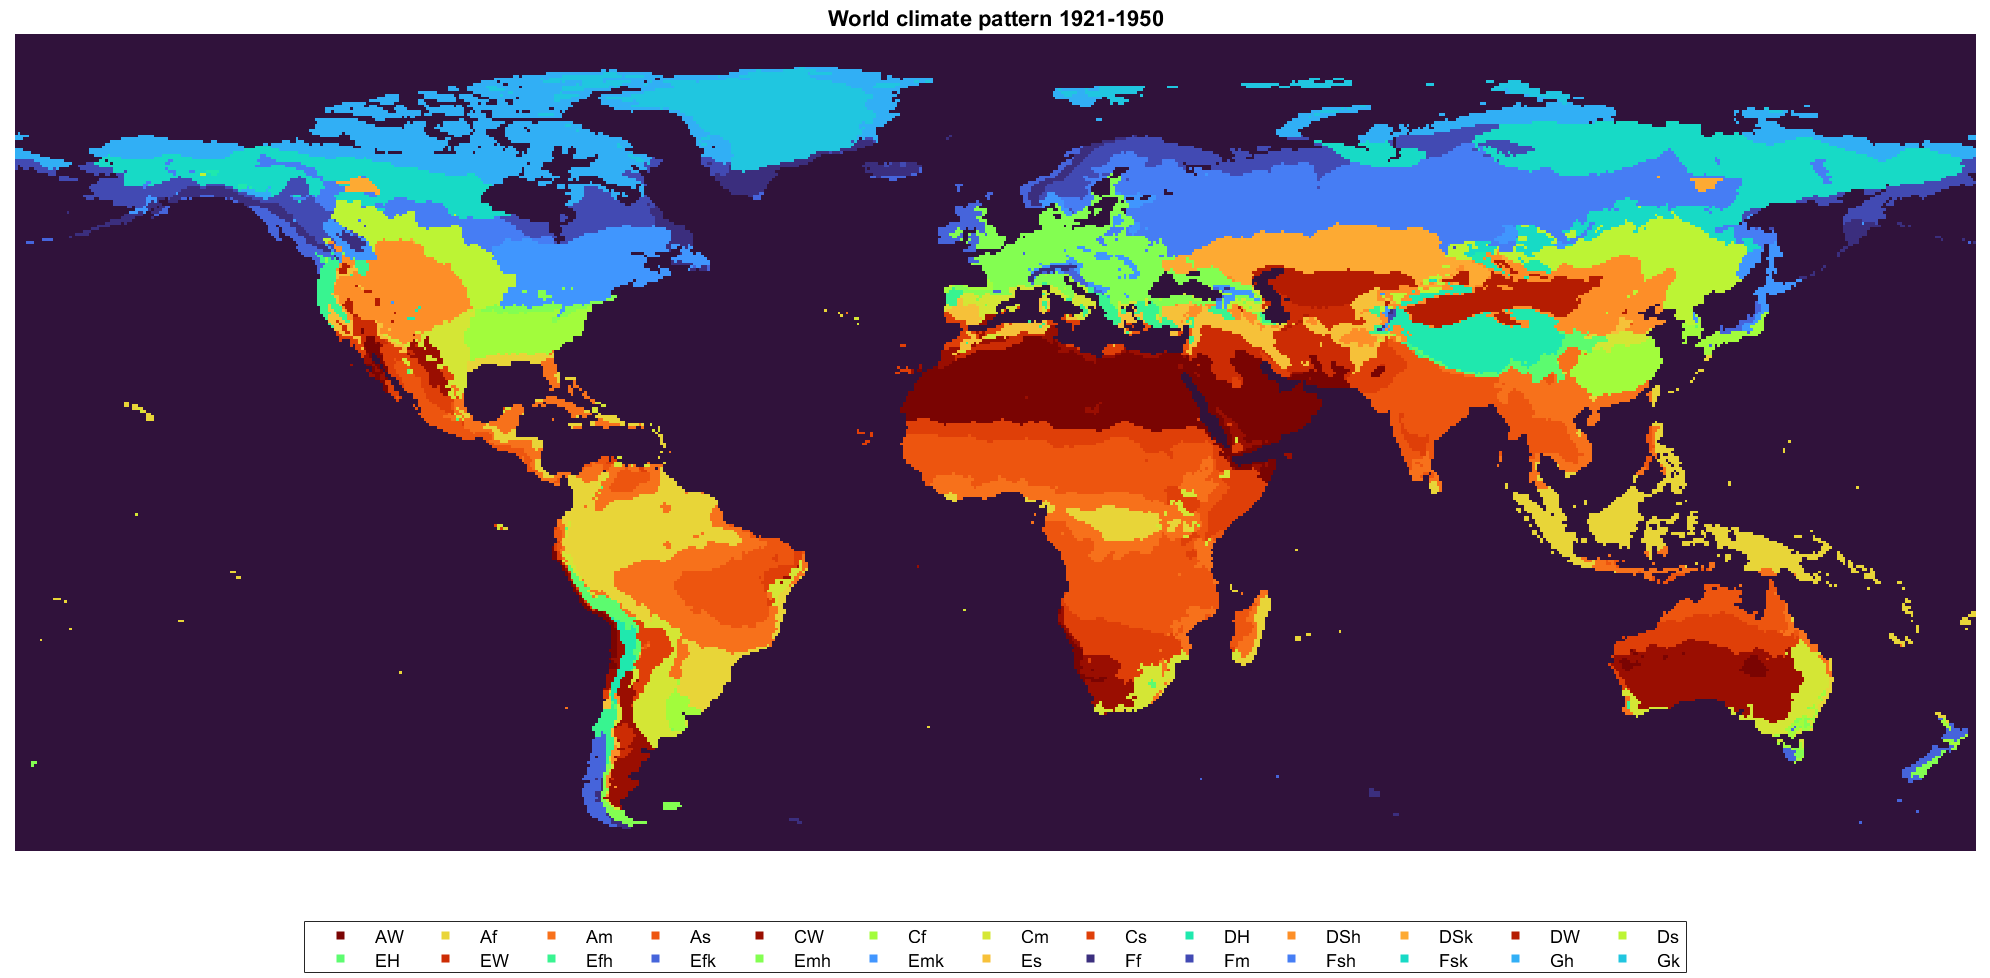 World climate pattern 1921-1950
AW Af Am As CW Cf Cm Cs DH DSh DSk DW Ds
EH EW Efh Efk Emh Emk Es Ff Fm Fsh Fsk Gh Gk